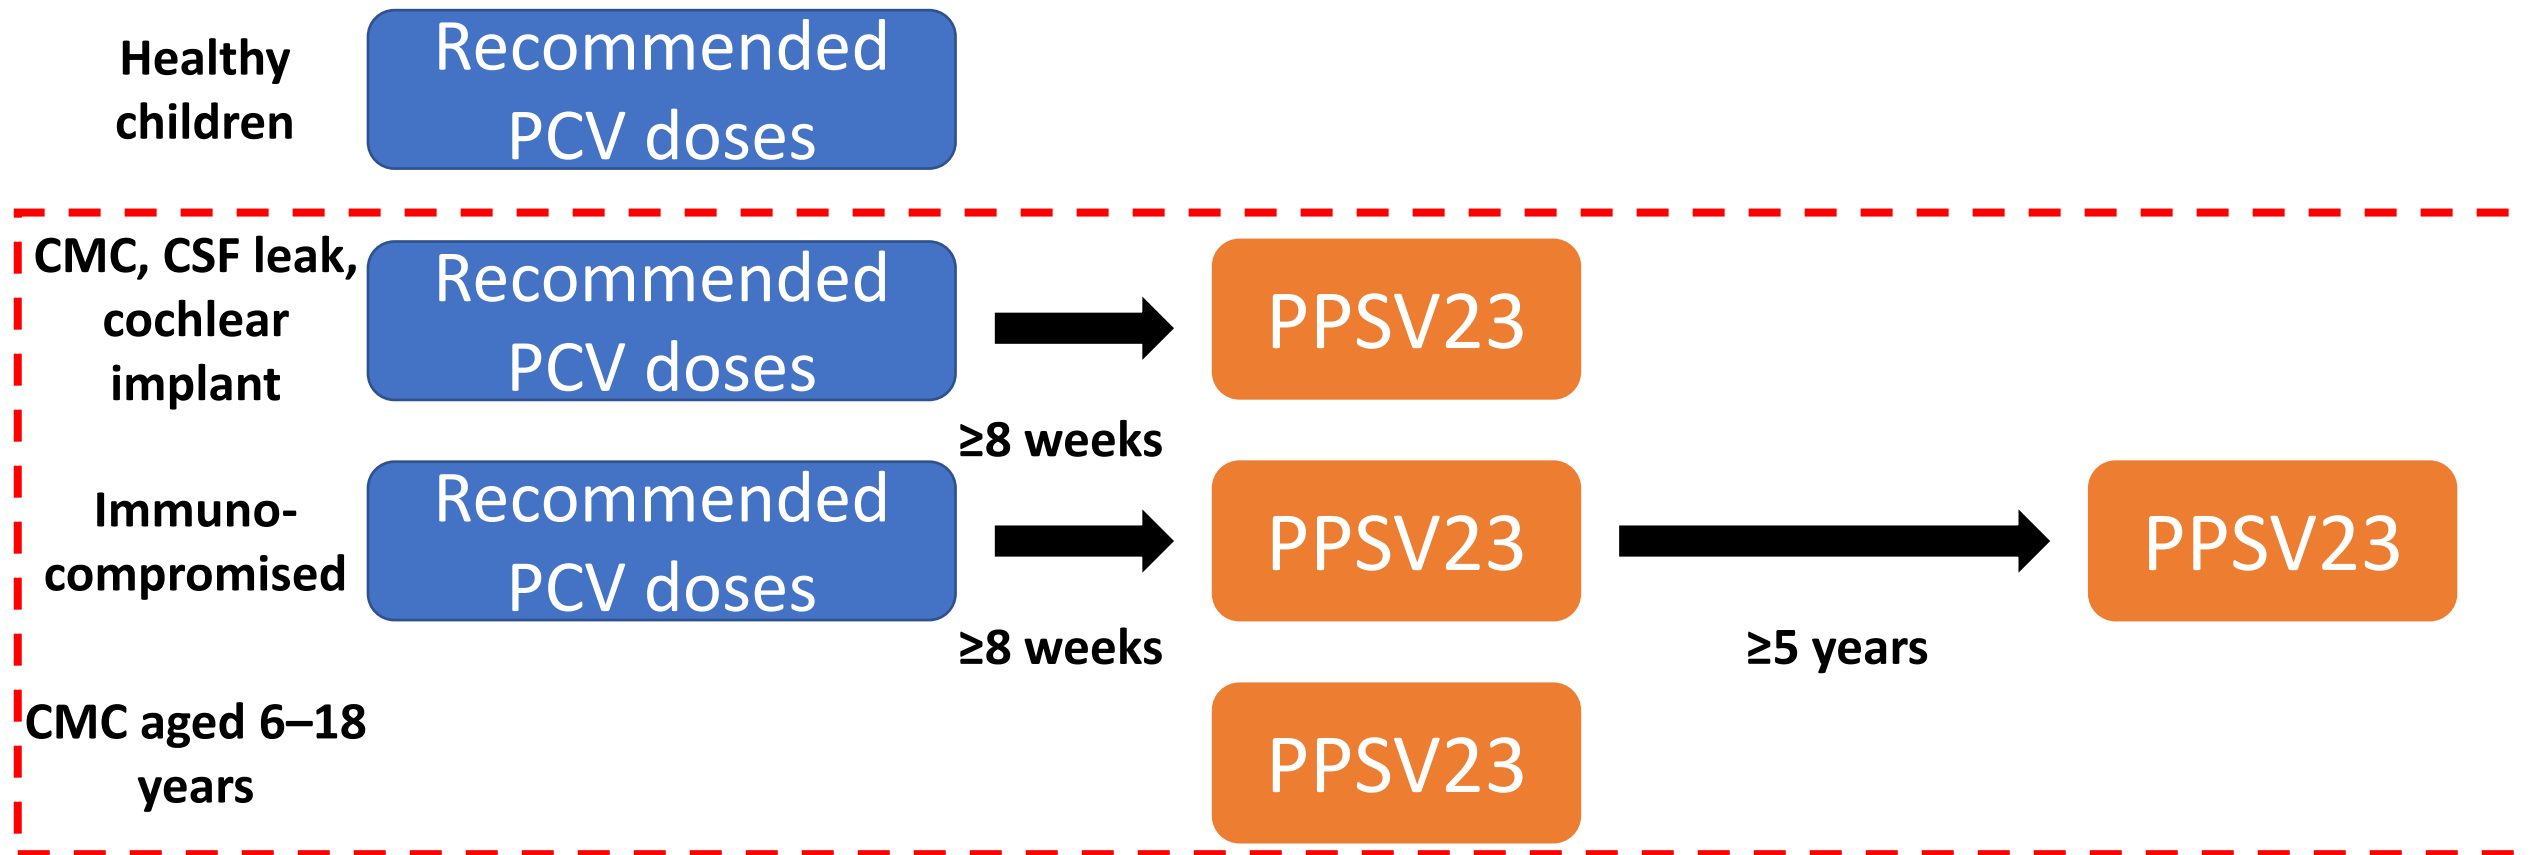 Healthy
children
Recommended
PCV doses
CMC, CSF leak,
cochlear
implant
Recommended
PCV doses
≥8 weeks
PPSV23
Immuno-
compromised
Recommended
PCV doses
≥8 weeks
PPSV23
≥5 years
PPSV23
CMC aged 6–18
years
PPSV23